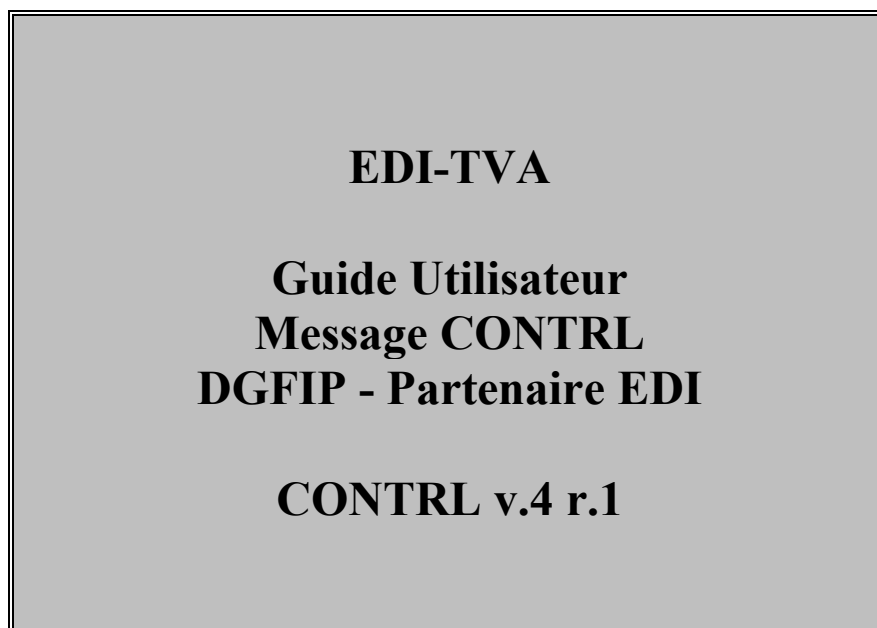 EDI-TVA
Guide Utilisateur
Message CONTRL
DGFIP - Partenaire EDI
CONTRL v.4 r.1